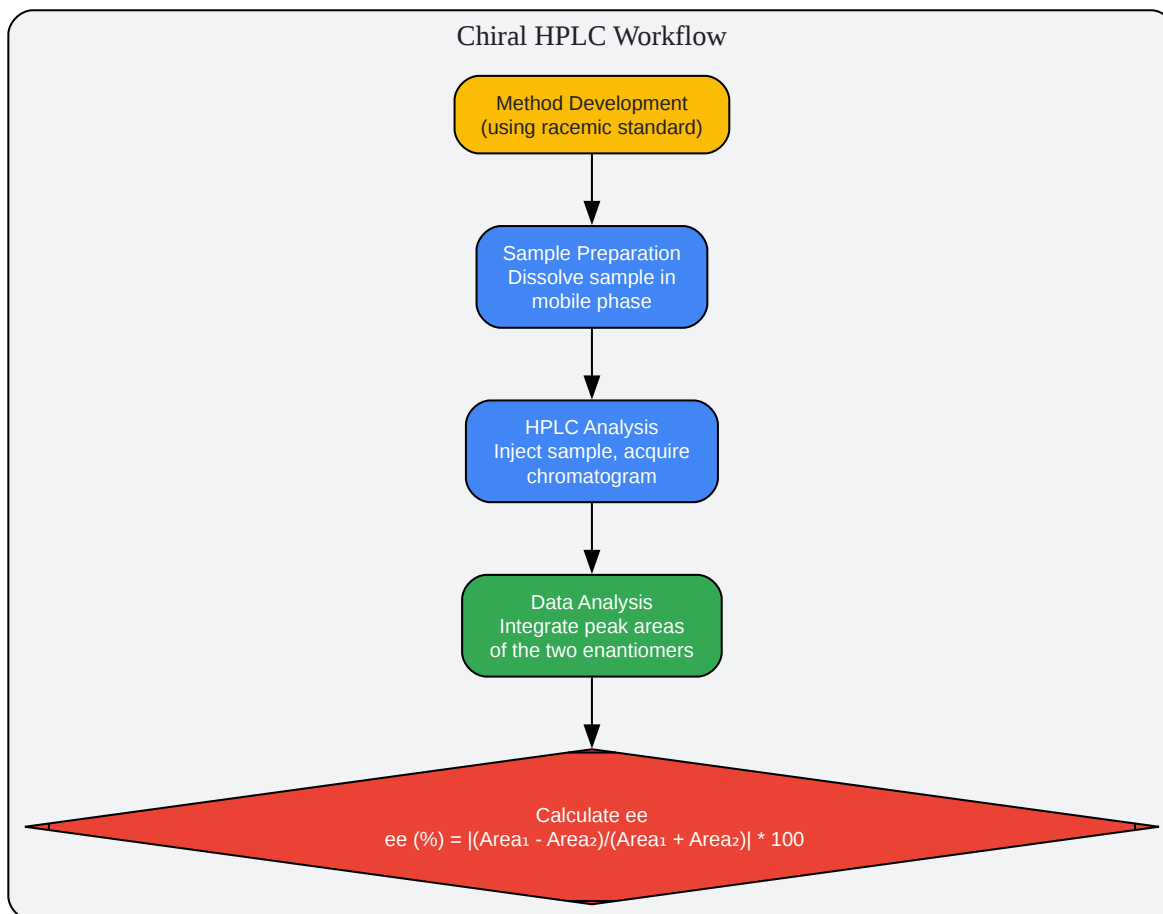 Chiral HPLC Workflow
Method Development
(using racemic standard)
Sample Preparation
Dissolve sample in
mobile phase
HPLC Analysis
Inject sample, acquire
chromatogram
Data Analysis
Integrate peak areas
of the two enantiomers
Calculate ee
ee (%) = |(Area₁ - Area₂)/(Area₁ + Area₂)| * 100